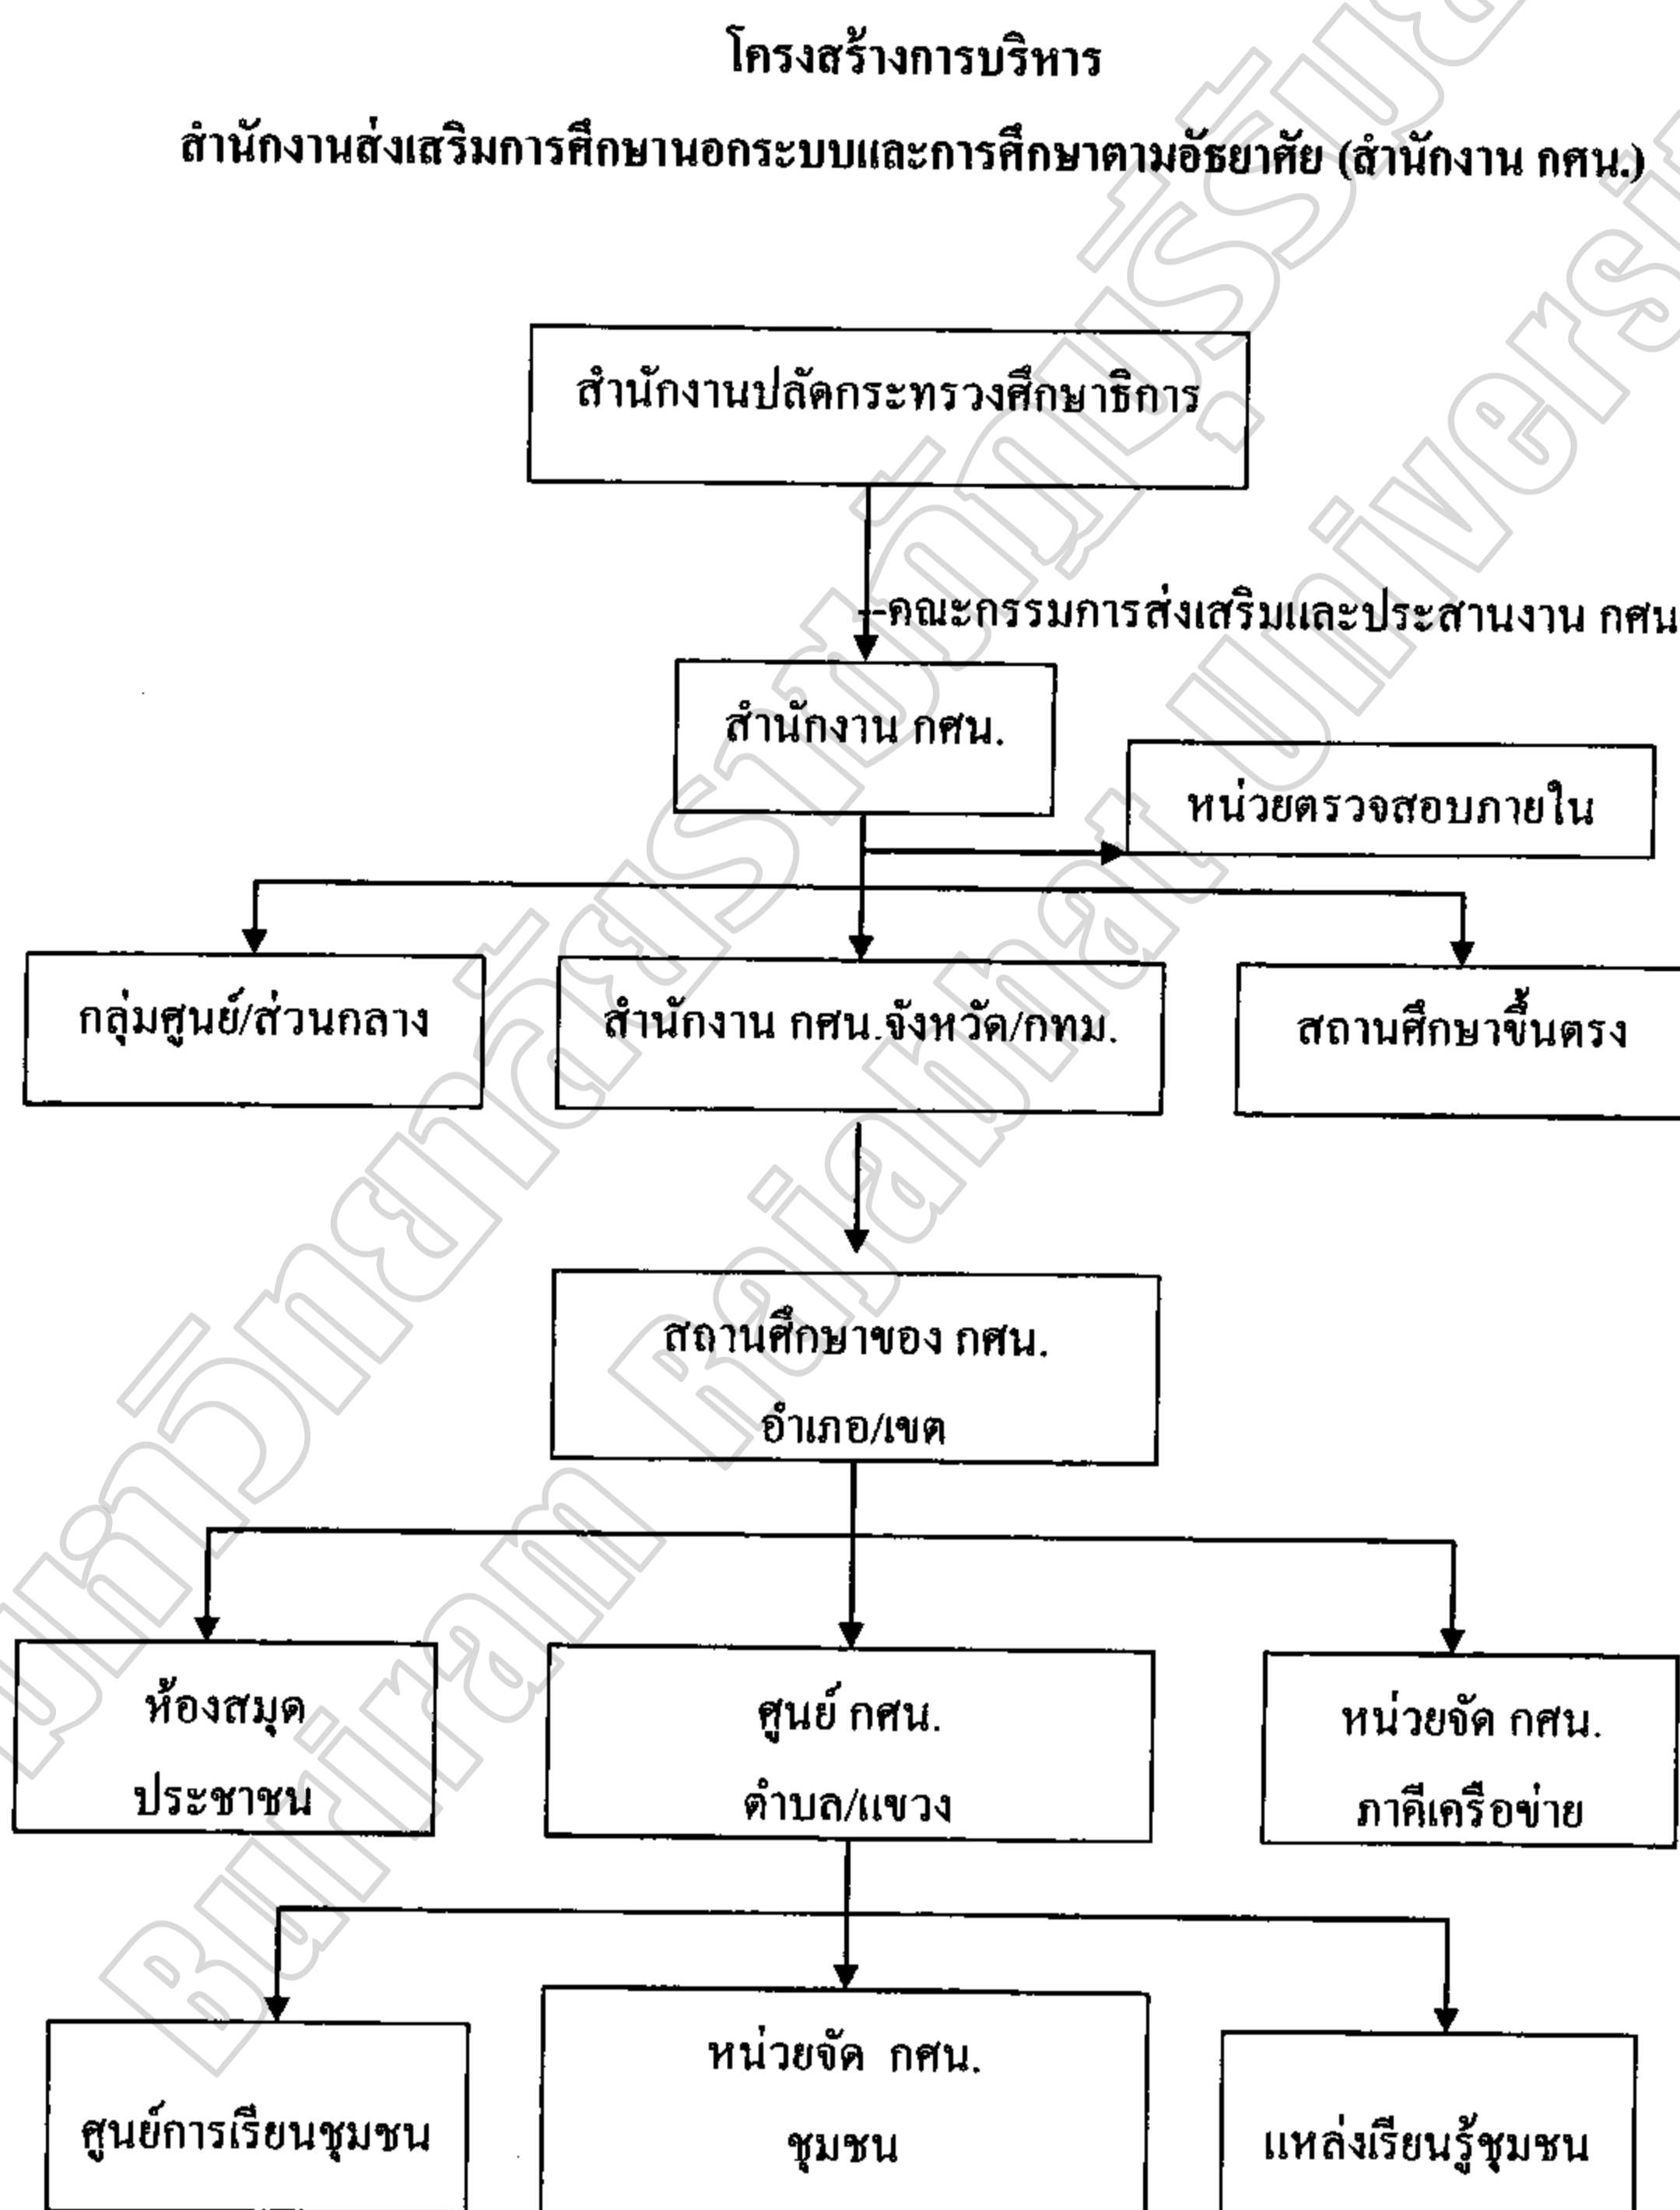 โครงสร้างการบริหาร
สำนักงานส่งเสริมการศึกษานอกระบบและการศึกษาตามอัธยาศัย (สำนักงาน กศน.)
สำนักงานปลัดกระทรวงศึกษาธิการ
--คณะกรรมการส่งเสริมและประสานงาน กศน
สำนักงาน กศน.
หน่วยตรวจสอบภายใน
กลุ่มศูนย์/ส่วนกลาง
สำนักงาน กศน.จังหวัด/กทม.
สถานศึกษาขึ้นตรง
สถานศึกษาของ กศน.
อำเภอ/เขต
ห้องสมุด
ประชาชน
ศูนย์ กศน.
ตำบล/แขวง
หน่วยจัด กศน.
ภาคีเครือข่าย
ศูนย์การเรียนชุมชน
หน่วยจัด กศน.
ชุมชน
แหล่งเรียนรู้ชุมชน
Buriram Rajabhat Universit